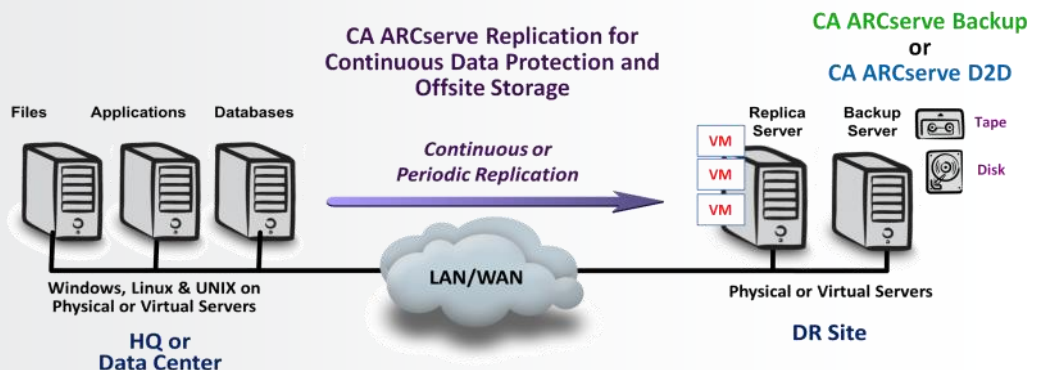 CA ARCserve Replication for
Continuous Data Protection and
Offsite Storage
CA ARCserve Backup
or
CA ARCserve D2D
Files
Applications
Databases
Continuous or
Periodic Replication
VM
VM
VM
Replica
Server
Backup
Server
Tape
Disk
LAN/WAN
Windows, Linux & UNIX on
Physical or Virtual Servers
HQ or
Data Center
Physical or Virtual Servers
DR Site